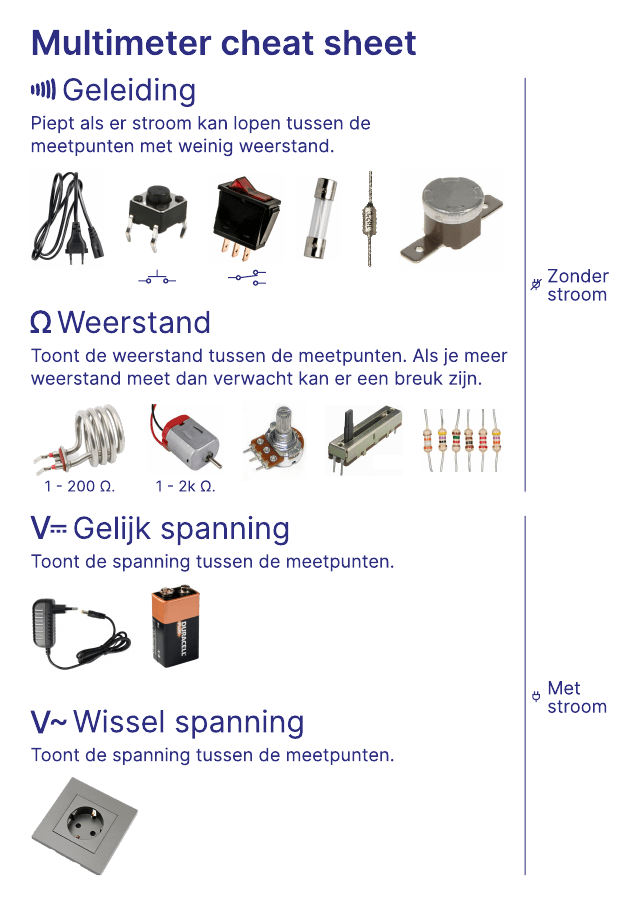 Multimeter cheat sheet
Geleiding
Piept als er stroom kan lopen tussen de
meetpunten met weinig weerstand.
Zonder
stroom
Ω Weerstand
Toont de weerstand tussen de meetpunten. Als je meer
weerstand meet dan verwacht kan er een breuk zijn.
1 - 200 Ω.
1 - 2k Ω.
V⎓ Gelijk spanning
Toont de spanning tussen de meetpunten.
DURACELL
Met
stroom
V~ Wissel spanning
Toont de spanning tussen de meetpunten.